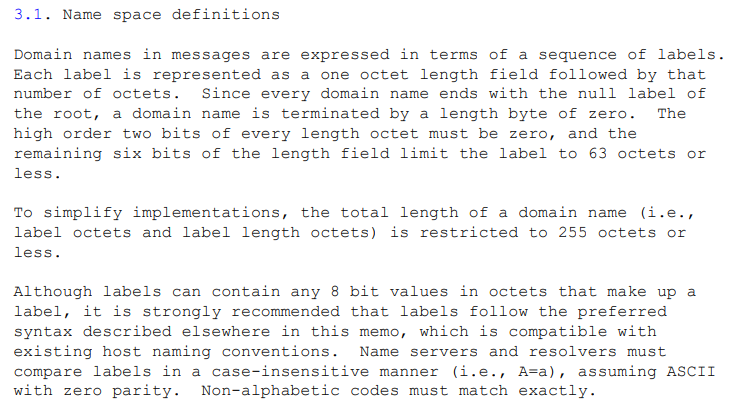 3.1. Name space definitions
Domain names in messages are expressed in terms of a sequence of labels.
Each label is represented as a one octet length field followed by that
number of octets.  Since every domain name ends with the null label of
the root, a domain name is terminated by a length byte of zero.  The
high order two bits of every length octet must be zero, and the
remaining six bits of the length field limit the label to 63 octets or
less.
To simplify implementations, the total length of a domain name (i.e.,
label octets and label length octets) is restricted to 255 octets or
less.
Although labels can contain any 8 bit values in octets that make up a
label, it is strongly recommended that labels follow the preferred
syntax described elsewhere in this memo, which is compatible with
existing host naming conventions.  Name servers and resolvers must
compare labels in a case-insensitive manner (i.e., A=a), assuming ASCII
with zero parity.  Non-alphabetic codes must match exactly.